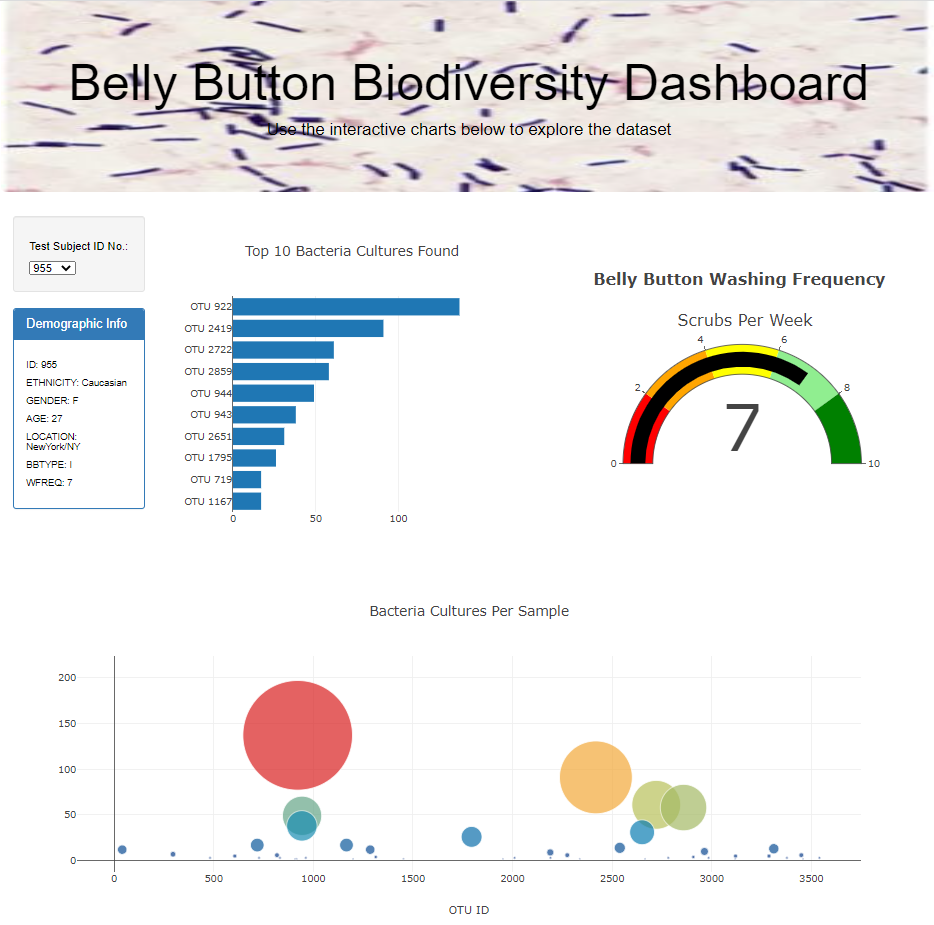 Belly Button Biodiversity Dashboard
Use the interactive charts below to explore the dataset
Test Subject ID No.:
955
Demographic Info
ID: 955
ETHNICITY: Caucasian
GENDER: F
AGE: 27
LOCATION:
NewYork/NY
BBTYPE: I
WFREQ: 7
Top 10 Bacteria Cultures Found
OTU 922
OTU 2419
OTU 2722
OTU 2859
OTU 944
OTU 943
OTU 2651
OTU 1795
OTU 719
OTU 1167
0 50 100
Belly Button Washing Frequency
Scrubs Per Week
0 2 4 6 8 10
7
Bacteria Cultures Per Sample
200
150
100
50
0
0 500 1000 1500 2000 2500 3000 3500
OTU ID